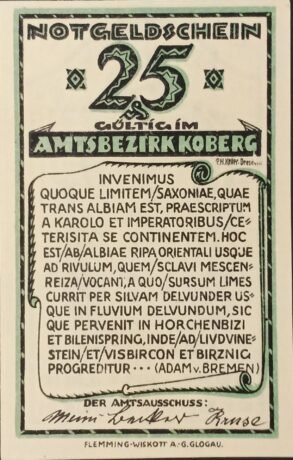 NOTGELDSCHEIN
25
GÜLTIG IM
AMTSBEZIRK KOBERG
INVENIMUS
QUOQUE LIMITEM/SAXONIAE, QUAE
TRANS ALBIAM EST, PRAESCRIPTUM
A KAROLO ET IMPERATORIBUS/CE=
TERISITA SE CONTINENTEM. HOC
EST/AB/ALBIAE RIPA ORIENTALI USQUE
AD RIVULUM, QUEM/SCLAVI MESCEN=
REIZA/VOCANT, A QUO/SURSUM LIMES
CURRIT PER SILVAM DELVUNDER US=
QUE IN FLUVIUM DELVUNDUM, SIC
QUE PERVENIT IN HORCHENBIZI
ET BILENISPRING, INDE/AD LIVDVINE=
STEIN/ET/VISBIRCON ET BIRZNIG
PROGREDITUR ··· (ADAM v. BREMEN)
DER AMTSAUSSCHUSS:
Kruse
FLEMMING-WISKOTT A.-G. GLOGAU.